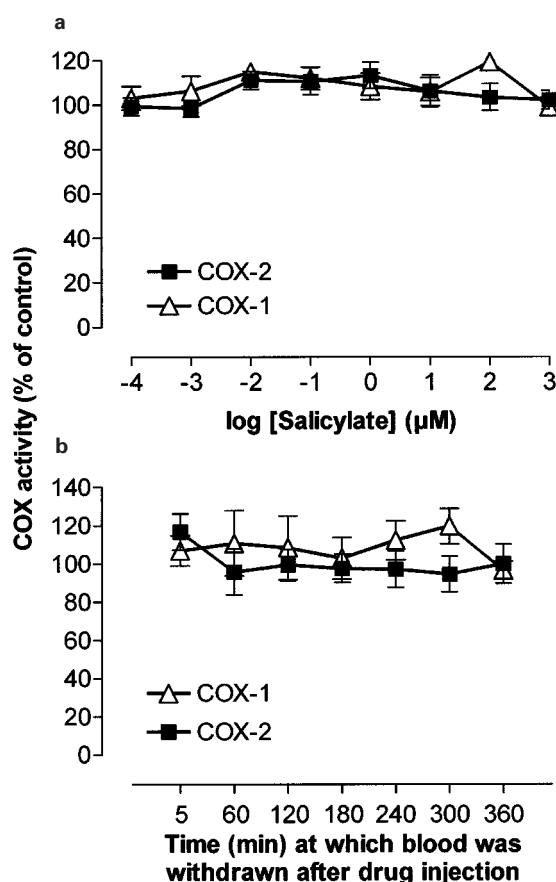 a
COX activity (% of control)
120
100
80
60
40
20
0
COX-2
COX-1
-4 -3 -2 -1 0 1 2 3
log [Salicylate] (µM)
b
140
120
100
80
60
40
20
0
COX-1
COX-2
5 60 120 180 240 300 360
Time (min) at which blood was
withdrawn after drug injection